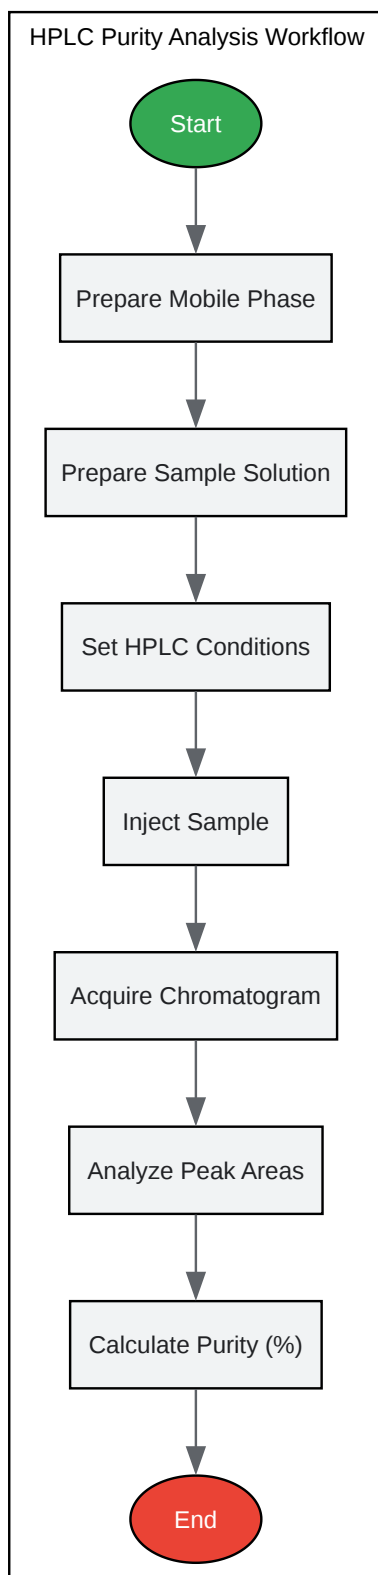 HPLC Purity Analysis Workflow
Start
Prepare Mobile Phase
Prepare Sample Solution
Set HPLC Conditions
Inject Sample
Acquire Chromatogram
Analyze Peak Areas
Calculate Purity (%)
End